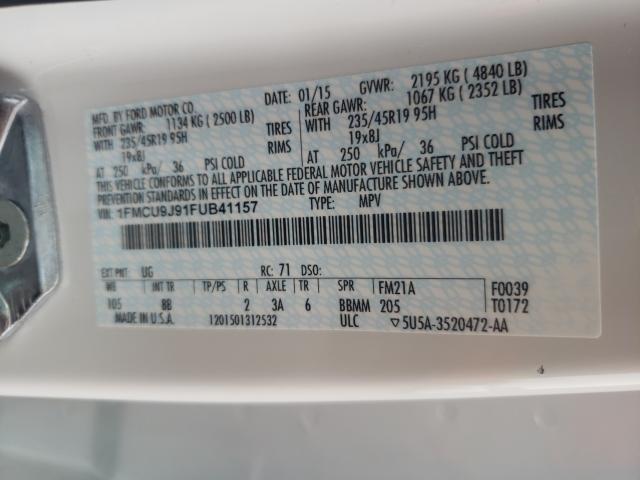 MFD. BY FORD MOTOR CO.
DATE: 01/15 GVWR: 2195 KG ( 4840 LB)
FRONT GAWR: 1134 KG ( 2500 LB)
REAR GAWR: 1067 KG ( 2352 LB)
WITH 235/45R19 95H TIRES
WITH 235/45R19 95H TIRES
19x8J RIMS
19x8J RIMS
AT 250 kPa/ 36 PSI COLD
AT 250 kPa/ 36 PSI COLD
THIS VEHICLE CONFORMS TO ALL APPLICABLE FEDERAL MOTOR VEHICLE SAFETY AND THEFT
PREVENTION STANDARDS IN EFFECT ON THE DATE OF MANUFACTURE SHOWN ABOVE.
VIN: 1FMCU9J91FUB41157 TYPE: MPV
EXT PNT: UG RC: 71 DSO:
WB INT TR TP/PS R AXLE TR SPR FM21A F0039
105 8B 2 3A 6 BBMM 205 T0172
MADE IN U.S.A. 1201501312532 ULC ▽5U5A-3520472-AA